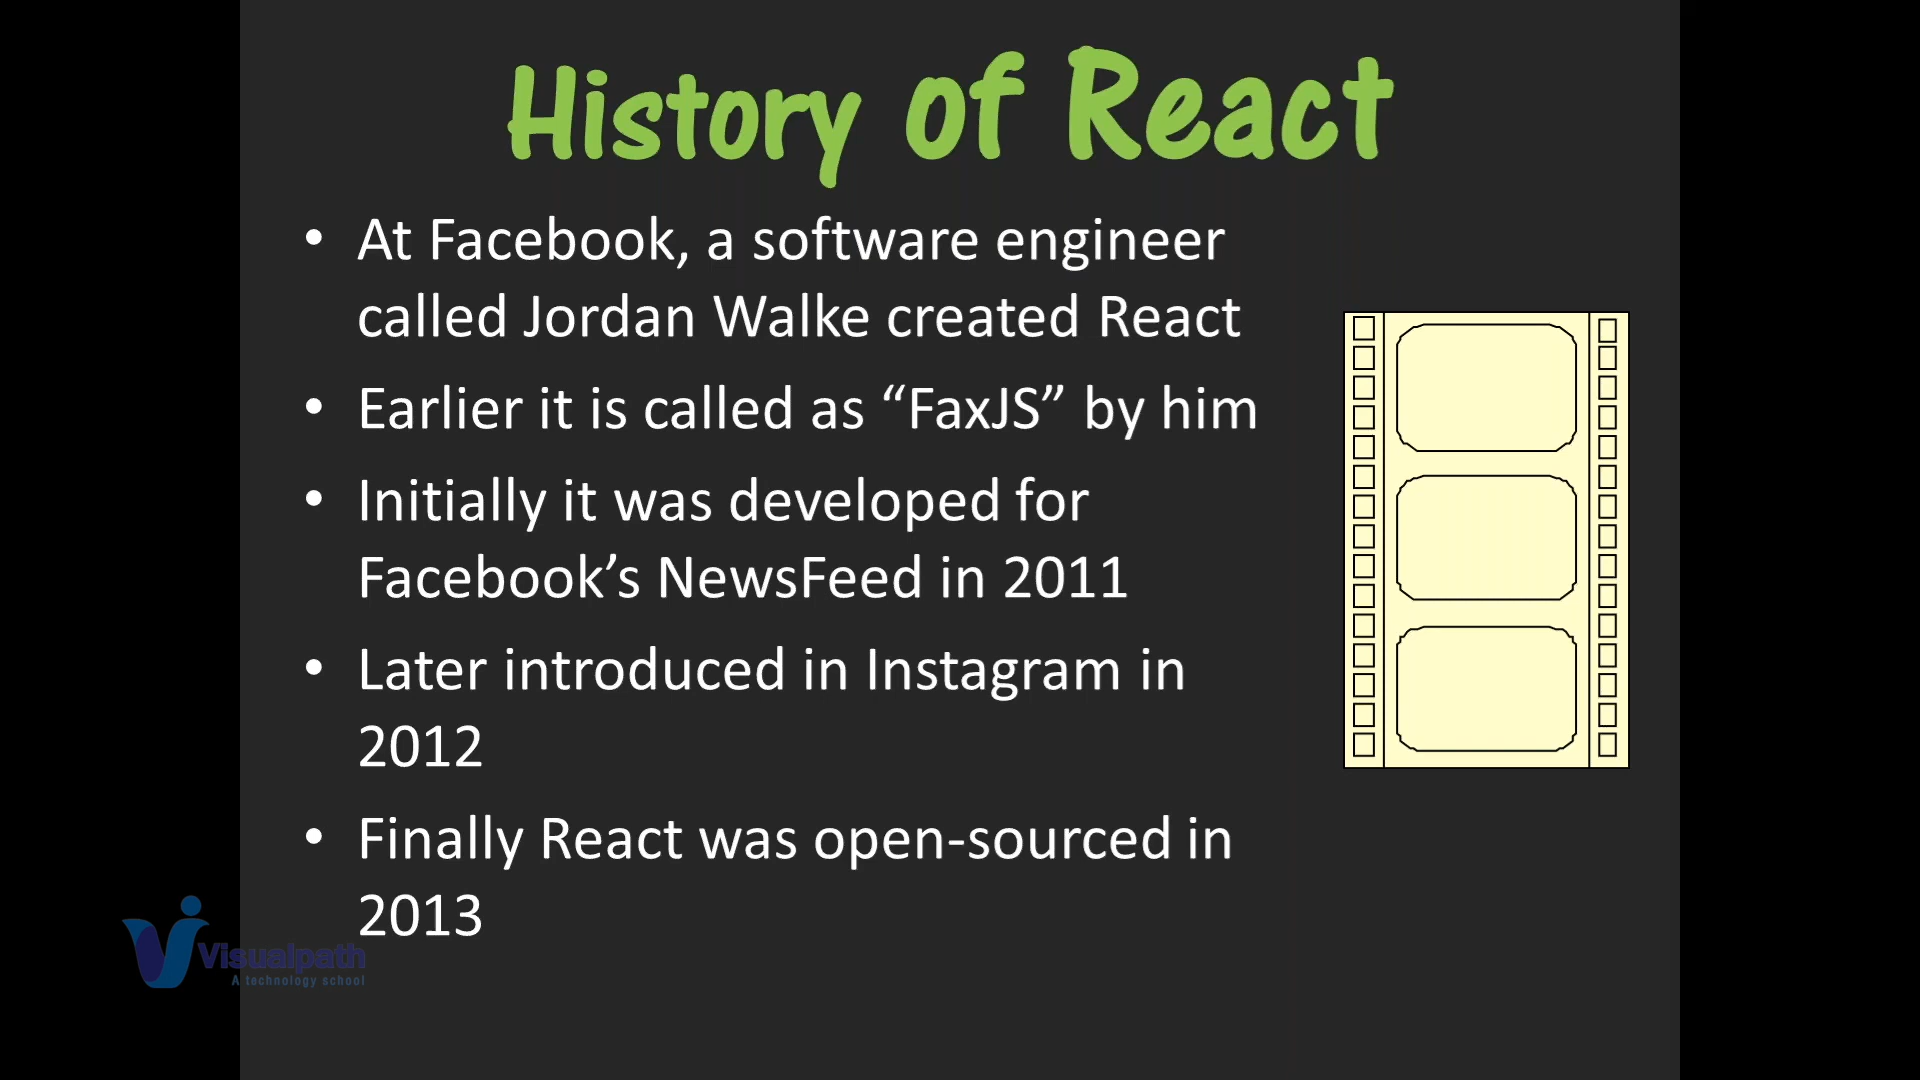 History of React
• At Facebook, a software engineer
called Jordan Walke created React
• Earlier it is called as “FaxJS” by him
• Initially it was developed for
Facebook’s NewsFeed in 2011
• Later introduced in Instagram in
2012
• Finally React was open-sourced in
2013
Visualpath
A technology school